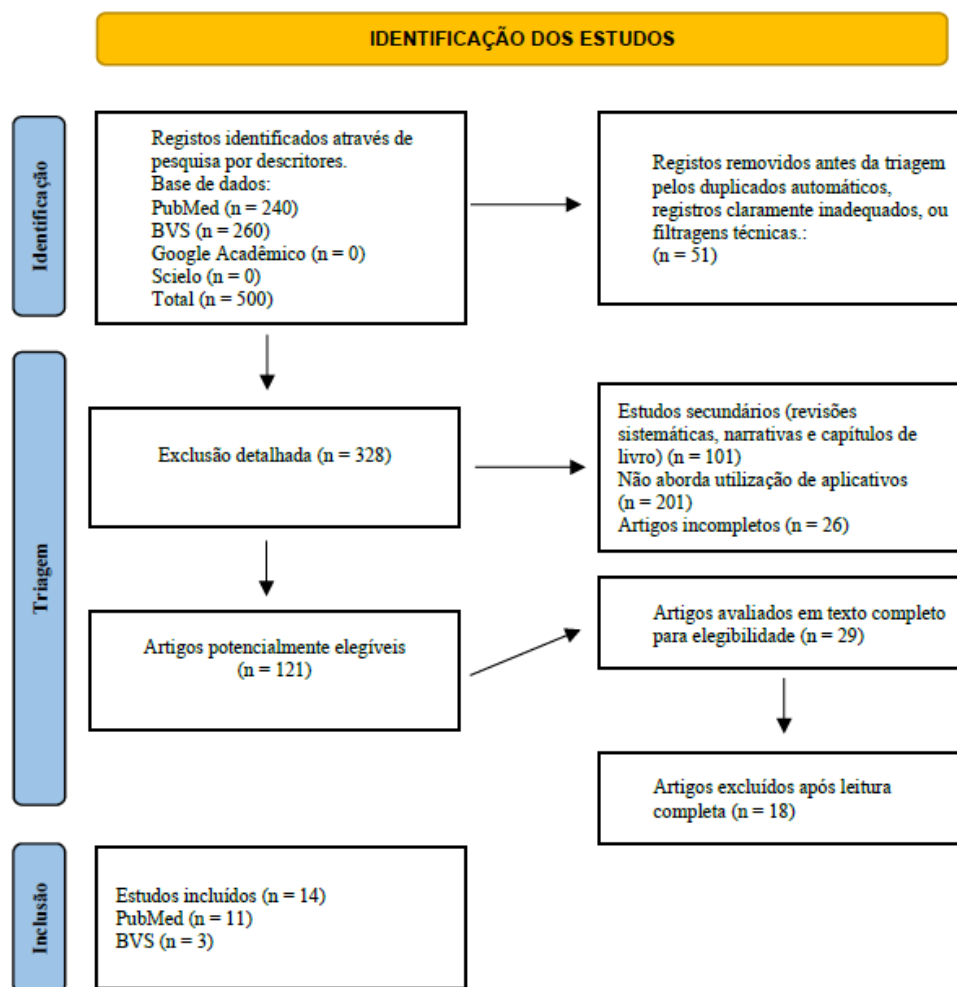 IDENTIFICAÇÃO DOS ESTUDOS
Identificação
Registos identificados através de
pesquisa por descritores.
Base de dados:
PubMed (n = 240)
BVS (n = 260)
Google Acadêmico (n = 0)
Scielo (n = 0)
Total (n = 500)
Registos removidos antes da triagem
pelos duplicados automáticos,
registros claramente inadequados, ou
filtragens técnicas.:
(n = 51)
Triagem
Exclusão detalhada (n = 328)
Estudos secundários (revisões
sistemáticas, narrativas e capítulos de
livro) (n = 101)
Não aborda utilização de aplicativos
(n = 201)
Artigos incompletos (n = 26)
Artigos potencialmente elegíveis
(n = 121)
Artigos avaliados em texto completo
para elegibilidade (n = 29)
Artigos excluídos após leitura
completa (n = 18)
Inclusão
Estudos incluídos (n = 14)
PubMed (n = 11)
BVS (n = 3)